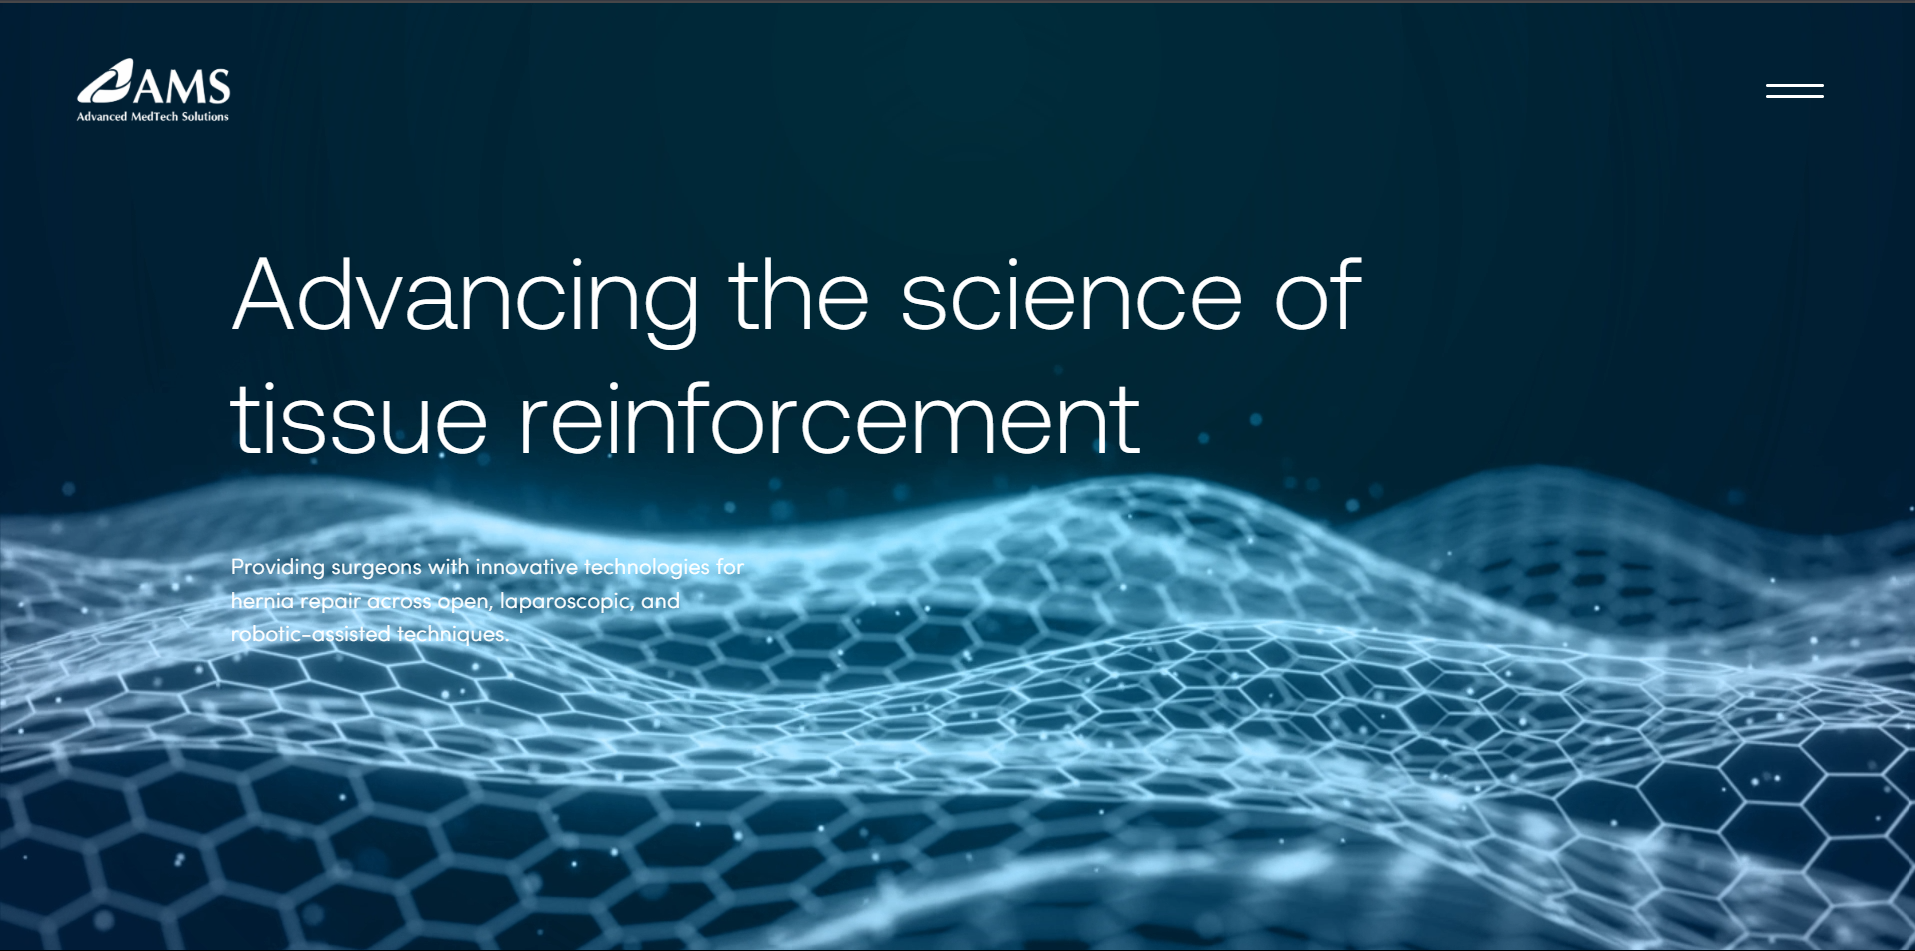 AMS
Advanced MedTech Solutions
Advancing the science of
tissue reinforcement
Providing surgeons with innovative technologies for
hernia repair across open, laparoscopic, and
robotic-assisted techniques.